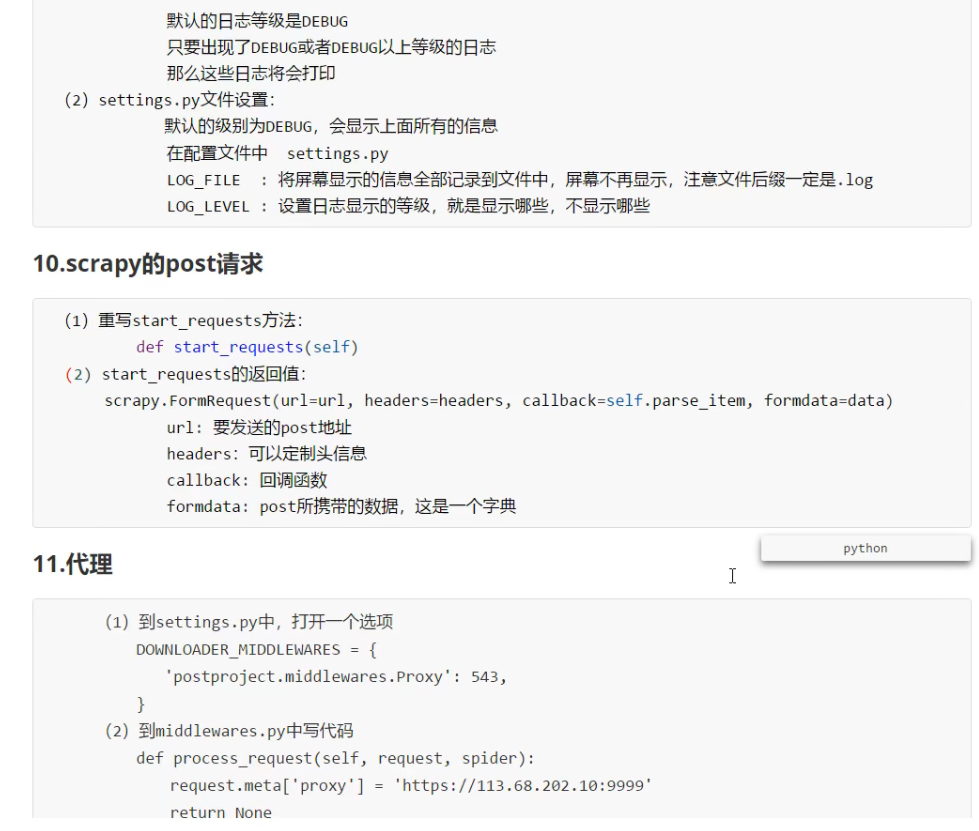 默认的日志等级是DEBUG
只要出现了DEBUG或者DEBUG以上等级的日志
那么这些日志将会打印
（2）settings.py文件设置：
默认的级别为DEBUG，会显示上面所有的信息
在配置文件中  settings.py
LOG_FILE  : 将屏幕显示的信息全部记录到文件中，屏幕不再显示，注意文件后缀一定是.log
LOG_LEVEL : 设置日志显示的等级，就是显示哪些，不显示哪些
10.scrapy的post请求
（1）重写start_requests方法：
def start_requests(self)
（2）start_requests的返回值：
scrapy.FormRequest(url=url, headers=headers, callback=self.parse_item, formdata=data)
url: 要发送的post地址
headers：可以定制头信息
callback: 回调函数
formdata: post所携带的数据，这是一个字典
python
11.代理
（1）到settings.py中，打开一个选项
DOWNLOADER_MIDDLEWARES = {
'postproject.middlewares.Proxy': 543,
}
（2）到middlewares.py中写代码
def process_request(self, request, spider):
request.meta['proxy'] = 'https://113.68.202.10:9999'
return None